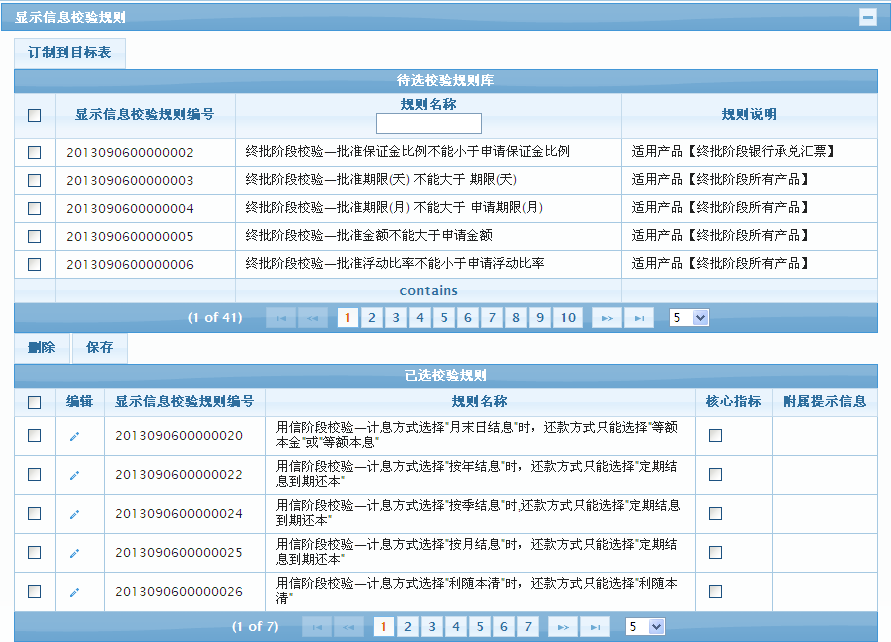 显示信息校验规则
订制到目标表
待选校验规则库
显示信息校验规则编号 规则名称 规则说明
2013090600000002 终批阶段校验—批准保证金比例不能小于申请保证金比例 适用产品【终批阶段银行承兑汇票】
2013090600000003 终批阶段校验—批准期限(天) 不能大于 期限(天) 适用产品【终批阶段所有产品】
2013090600000004 终批阶段校验—批准期限(月) 不能大于 申请期限(月) 适用产品【终批阶段所有产品】
2013090600000005 终批阶段校验—批准金额不能大于申请金额 适用产品【终批阶段所有产品】
2013090600000006 终批阶段校验—批准浮动比率不能小于申请浮动比率 适用产品【终批阶段所有产品】
contains
(1 of 41) 1 2 3 4 5 6 7 8 9 10 5
删除 保存
已选校验规则
编辑 显示信息校验规则编号 规则名称 核心指标 附属提示信息
2013090600000020 用信阶段校验—计息方式选择"月末日结息"时，还款方式只能选择"等额
本金"或"等额本息"
2013090600000022 用信阶段校验—计息方式选择"按年结息"时，还款方式只能选择"定期结
息到期还本"
2013090600000024 用信阶段校验—计息方式选择"按季结息"时,还款方式只能选择"定期结息
到期还本"
2013090600000025 用信阶段校验—计息方式选择"按月结息"时，还款方式只能选择"定期结
息到期还本"
2013090600000026 用信阶段校验—计息方式选择"利随本清"时，还款方式只能选择"利随本
清"
(1 of 7) 1 2 3 4 5 6 7 5